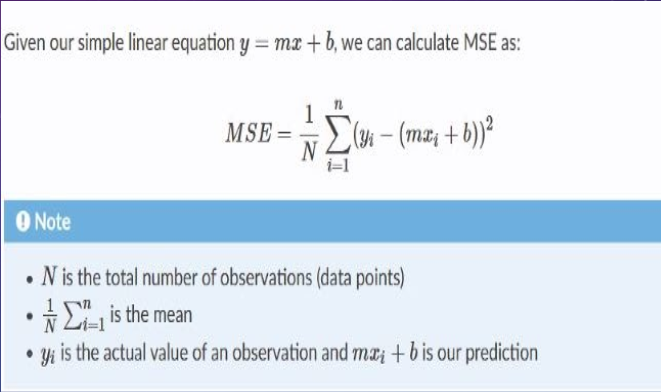 Given our simple linear equation y = mx + b, we can calculate MSE as:
MSE = \frac{1}{N} \sum_{i=1}^{n} (y_i − (mx_i + b))^2
Note
• N is the total number of observations (data points)
• \frac{1}{N} \sum_{i=1}^{n} is the mean
• y_i is the actual value of an observation and mx_i + b is our prediction